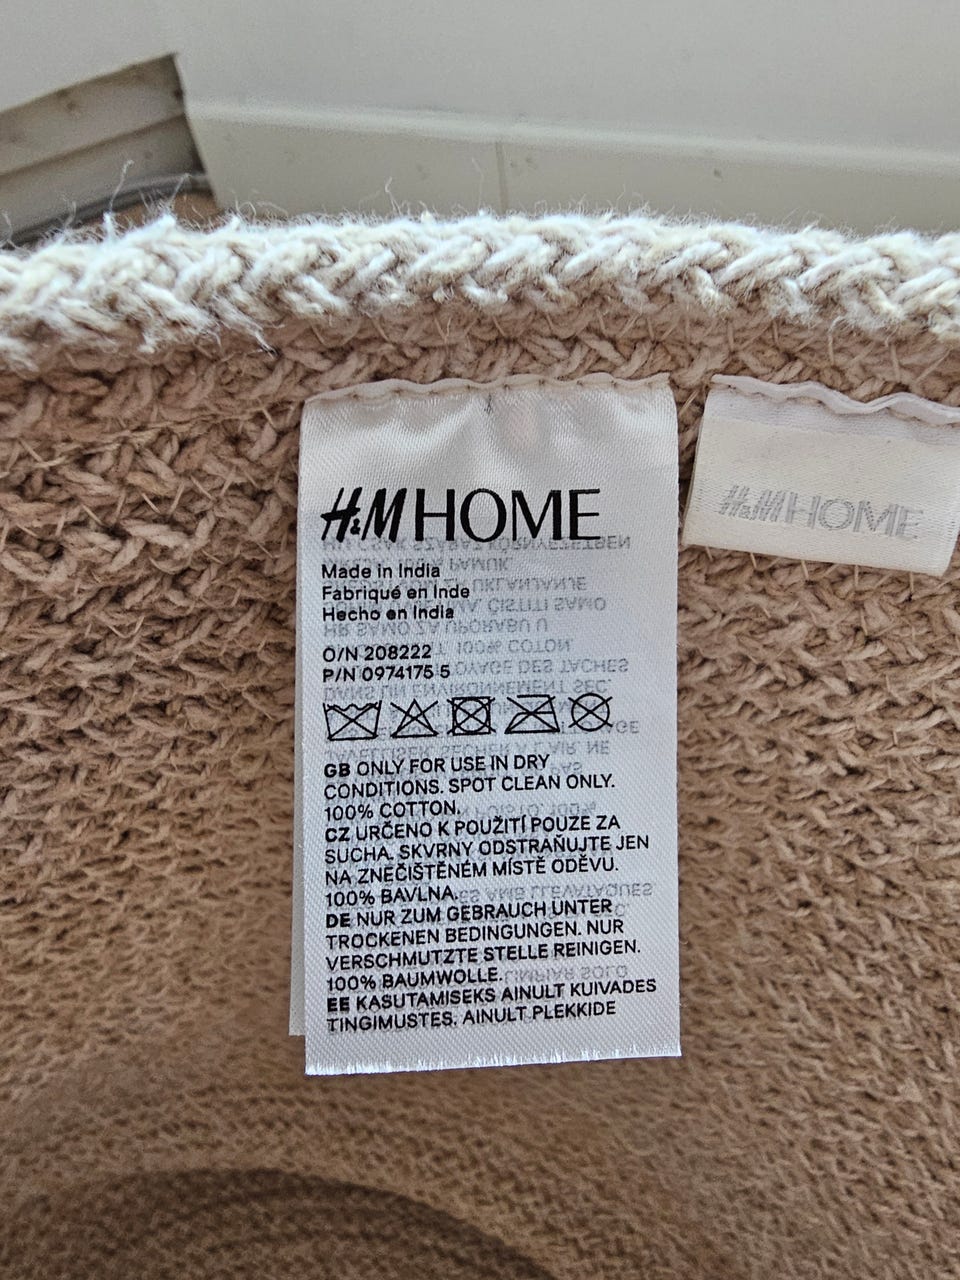 H&M HOME
Made in India
Fabriqué en Inde
Hecho en India
O/N 208222
P/N 0974175 5
GB ONLY FOR USE IN DRY
CONDITIONS. SPOT CLEAN ONLY.
100% COTTON.
CZ URČENO K POUŽITÍ POUZE ZA
SUCHA. SKVRNY ODSTRAŇUJTE JEN
NA ZNEČIŠTĚNÉM MÍSTĚ ODĚVU.
100% BAVLNA.
DE NUR ZUM GEBRAUCH UNTER
TROCKENEN BEDINGUNGEN. NUR
VERSCHMUTZTE STELLE REINIGEN.
100% BAUMWOLLE.
EE KASUTAMISEKS AINULT KUIVADES
TINGIMUSTES. AINULT PLEKKIDE
H&M HOME